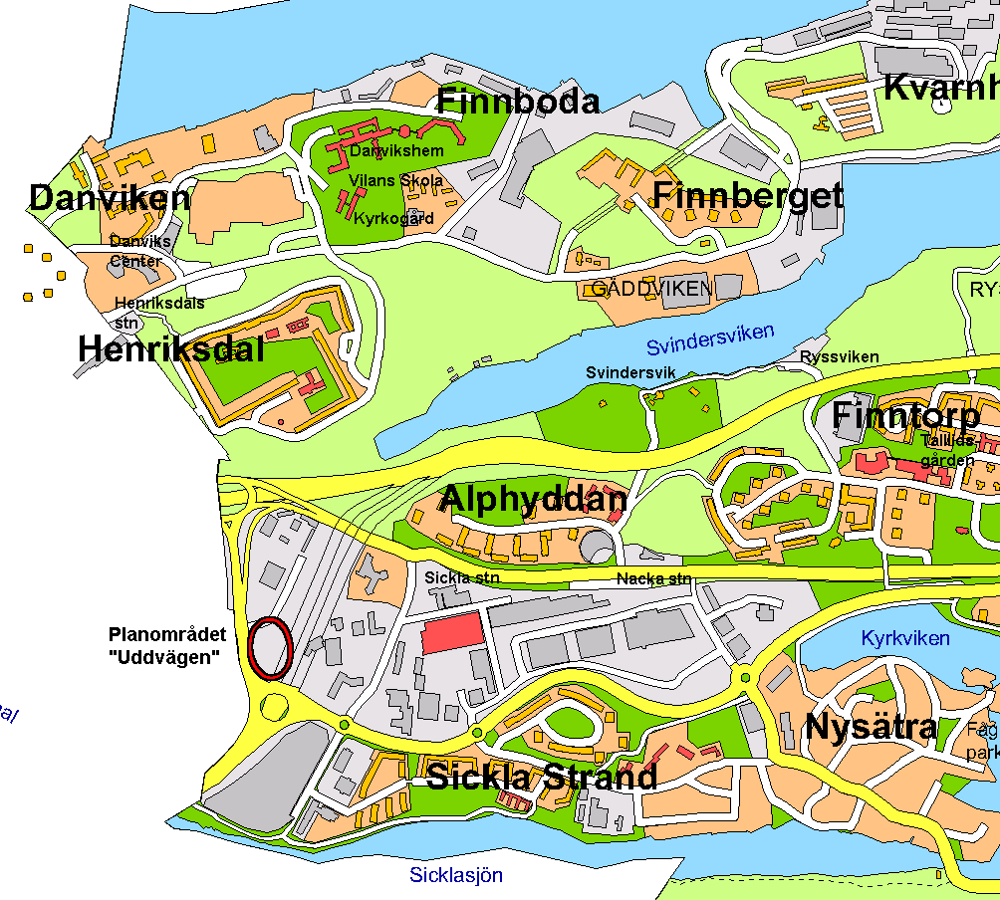 Finnboda
Kvarnh
Danvikshem
Vilans Skola
Kyrkogård
Danviken
Finnberget
Danviks
Center
GÄDDVIKEN
RYS
Henriksdals
stn
Henriksdal
Svindersviken
Svindersvik
Ryssviken
Finntorp
Tallids-
gården
Alphyddan
Sickla stn
Nacka stn
Planområdet
"Uddvägen"
Kyrkviken
Nysätra
Fåg
park
Sickla Strand
Sicklasjön